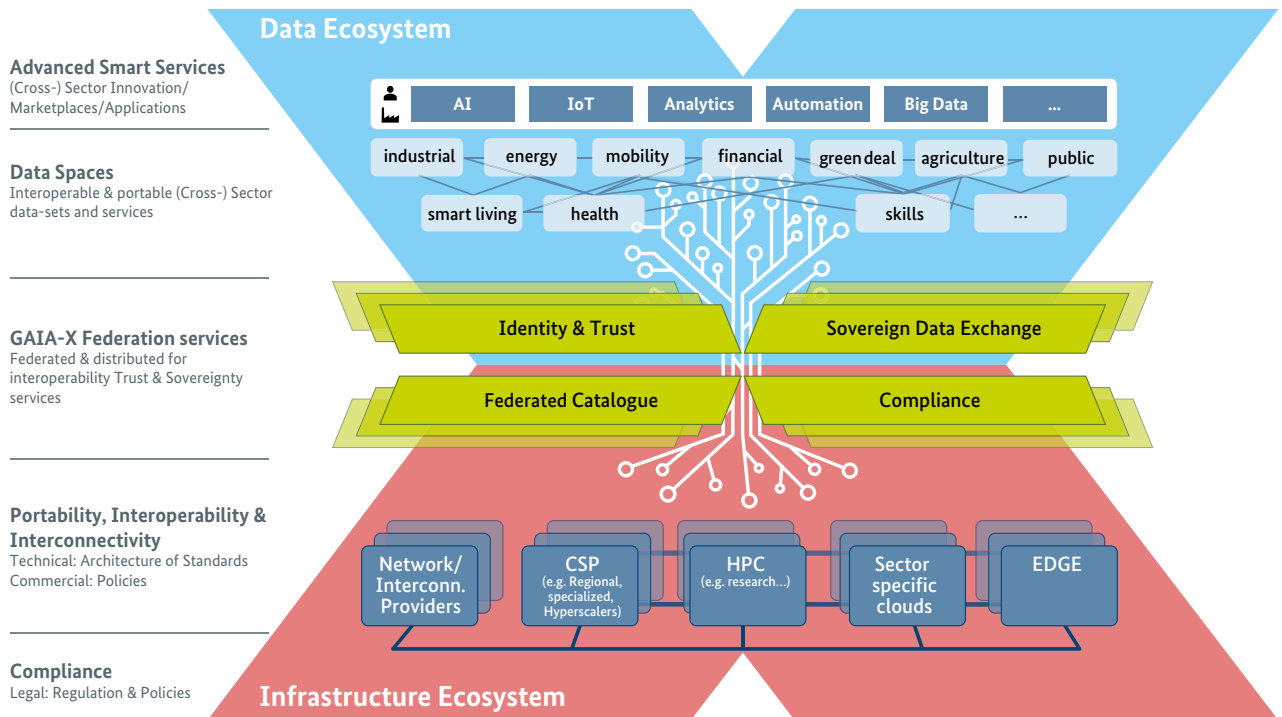 Data Ecosystem
Advanced Smart Services
(Cross-) Sector Innovation/
Marketplaces/Applications
AI
IoT
Analytics
Automation
Big Data
...
Data Spaces
Interoperable & portable (Cross-) Sector
data-sets and services
industrial
energy
mobility
financial
green deal
agriculture
public
smart living
health
skills
...
GAIA-X Federation services
Federated & distributed for
interoperability Trust & Sovereignty
services
Identity & Trust
Sovereign Data Exchange
Federated Catalogue
Compliance
Portability, Interoperability &
Interconnectivity
Technical: Architecture of Standards
Commercial: Policies
Network/
Interconn.
Providers
CSP
(e.g. Regional,
specialized,
Hyperscalers)
HPC
(e.g. research...)
Sector
specific
clouds
EDGE
Compliance
Legal: Regulation & Policies
Infrastructure Ecosystem